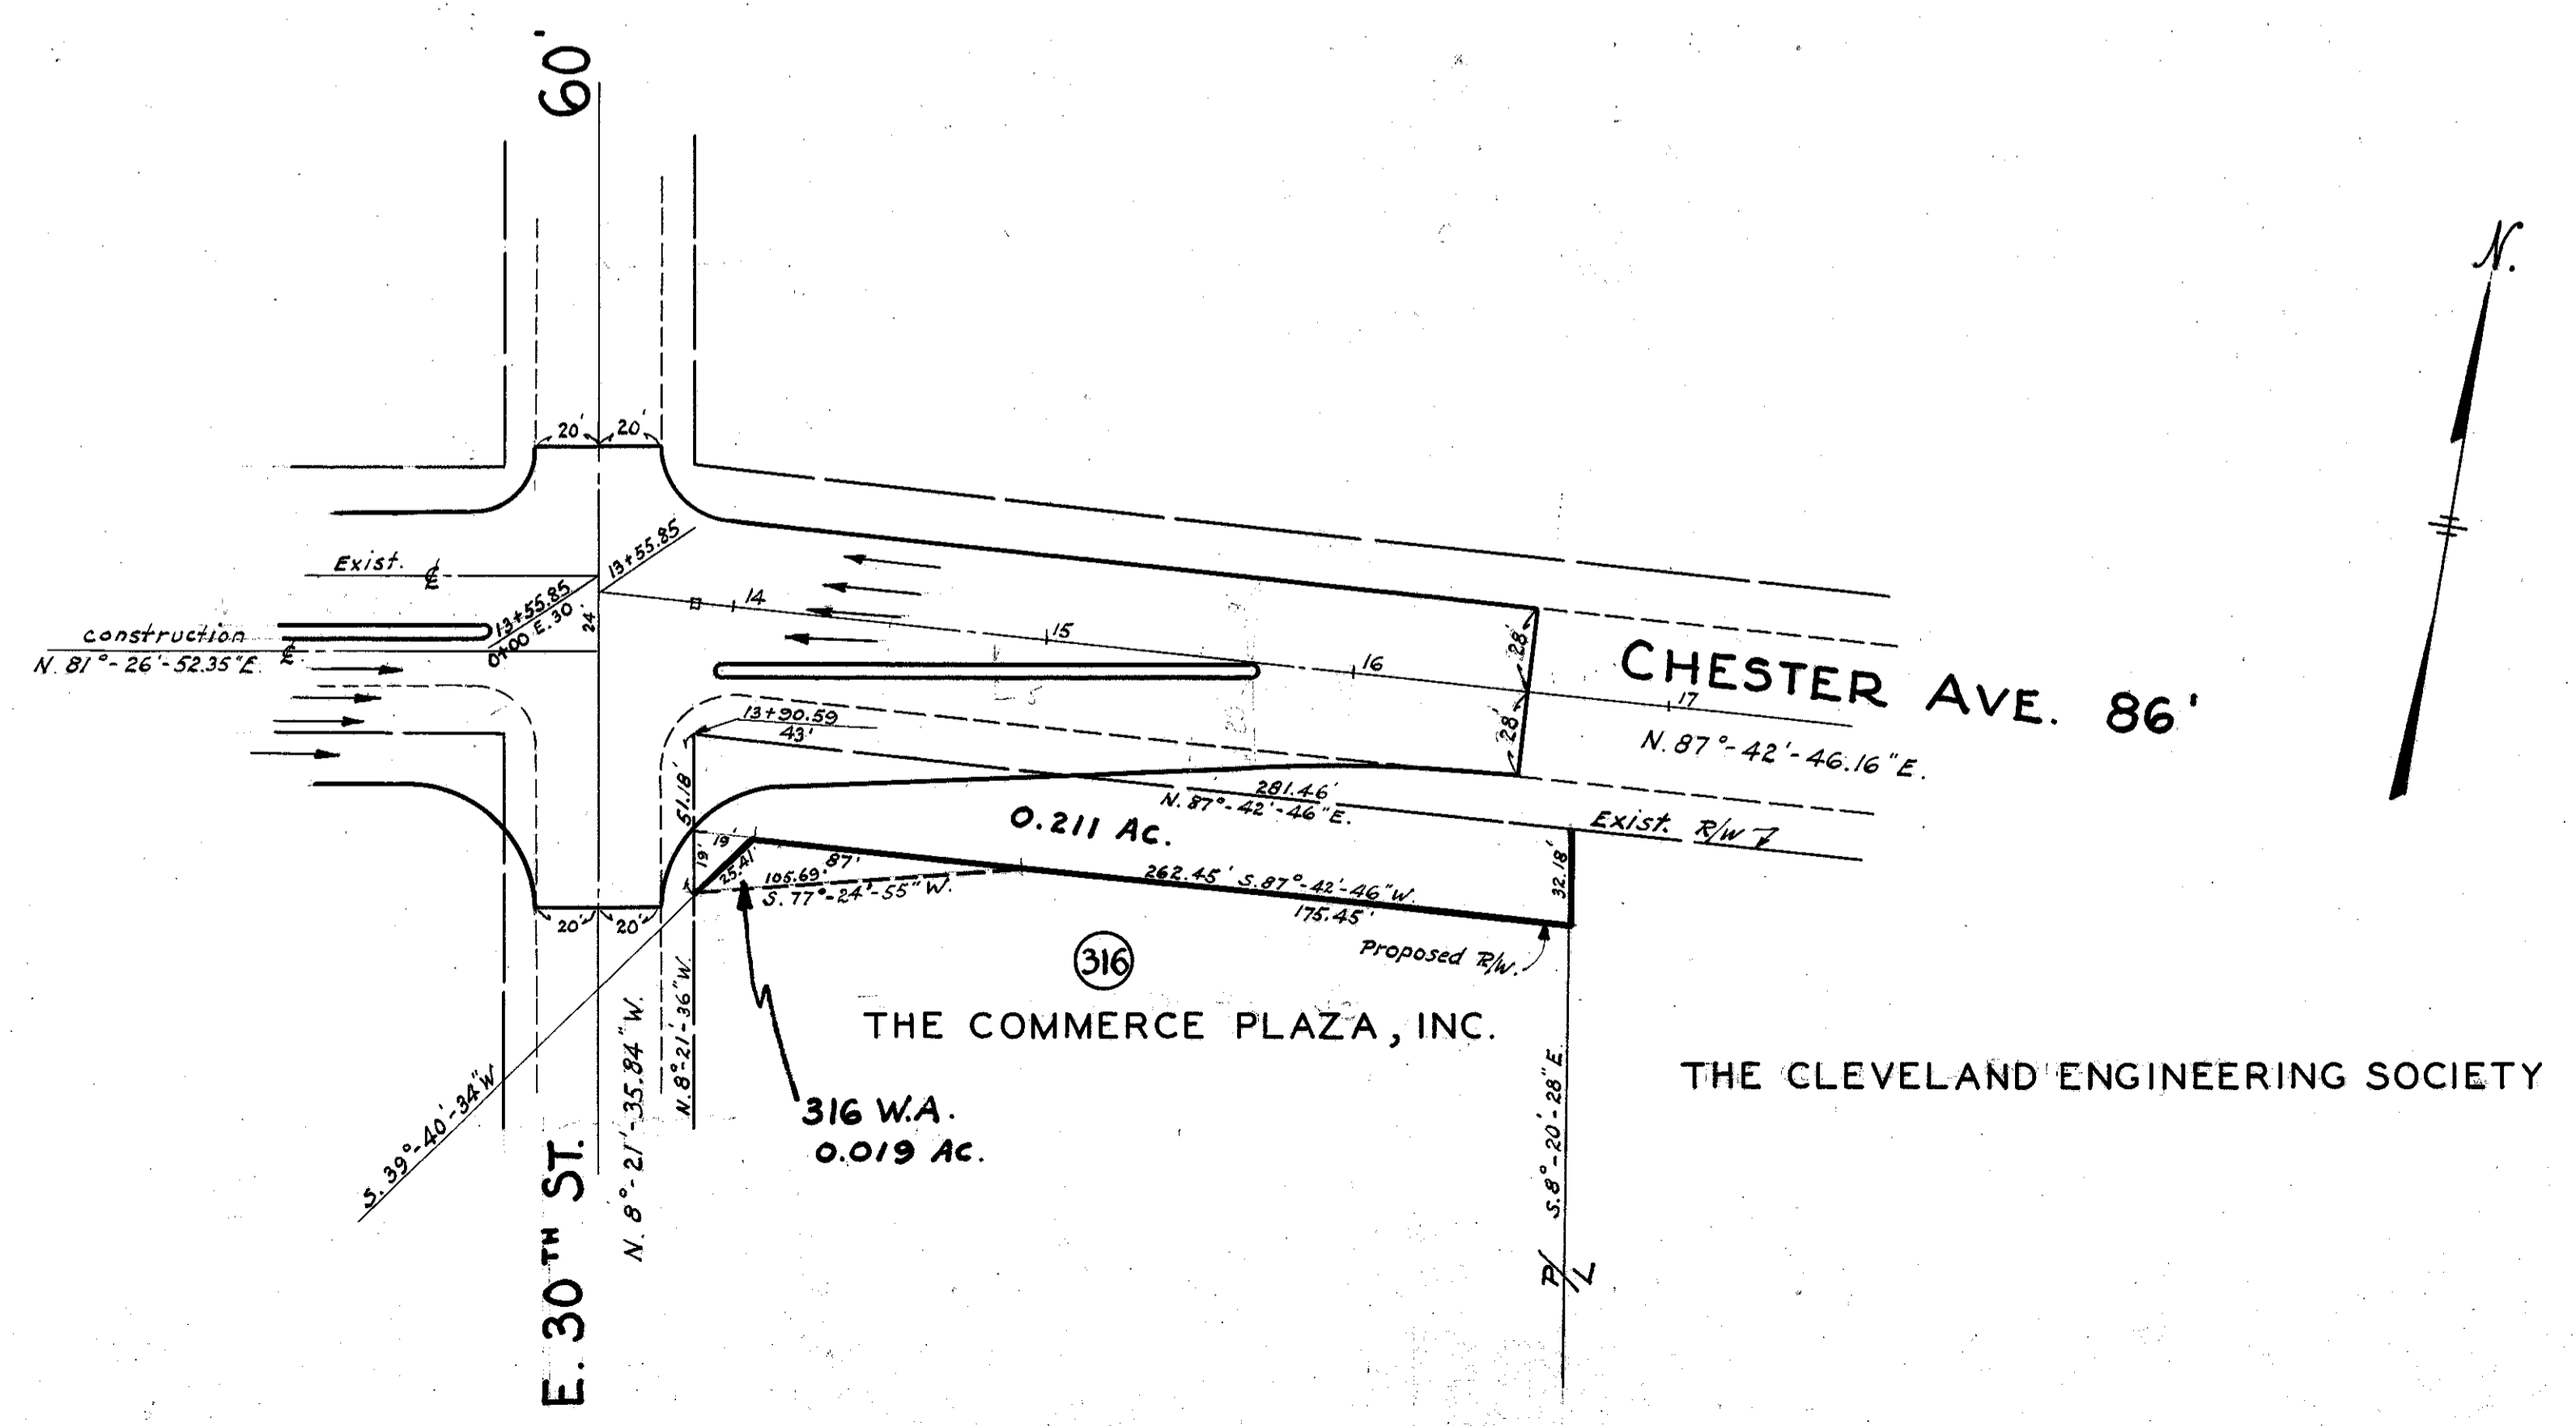 60'
N.
20' 20'
Exist. ℄
13+55.85
13+55.85
0+00 E. 30
24'
construction ℄
N. 81°-26'-52.35"E.
14
15
16
17
28'
28'
CHESTER AVE. 86'
N. 87°-42'-46.16"E.
13+90.59
43'
51.18'
281.46'
N. 87°-42'-46"E.
0.211 AC.
Exist. R/W
19'
19'
25.41'
87'
105.69'
S. 77°-24'-55"W.
262.45' S. 87°-42'-46"W.
175.45'
32.18'
Proposed R/W.
20' 20'
316
THE COMMERCE PLAZA, INC.
THE CLEVELAND ENGINEERING SOCIETY
316 W.A.
0.019 AC.
S. 39°-40'-34"W
E. 30TH ST.
N. 8°-21'-35.84"W.
N. 8°-21'-36"W.
S. 8°-20'-28"E.
P/L